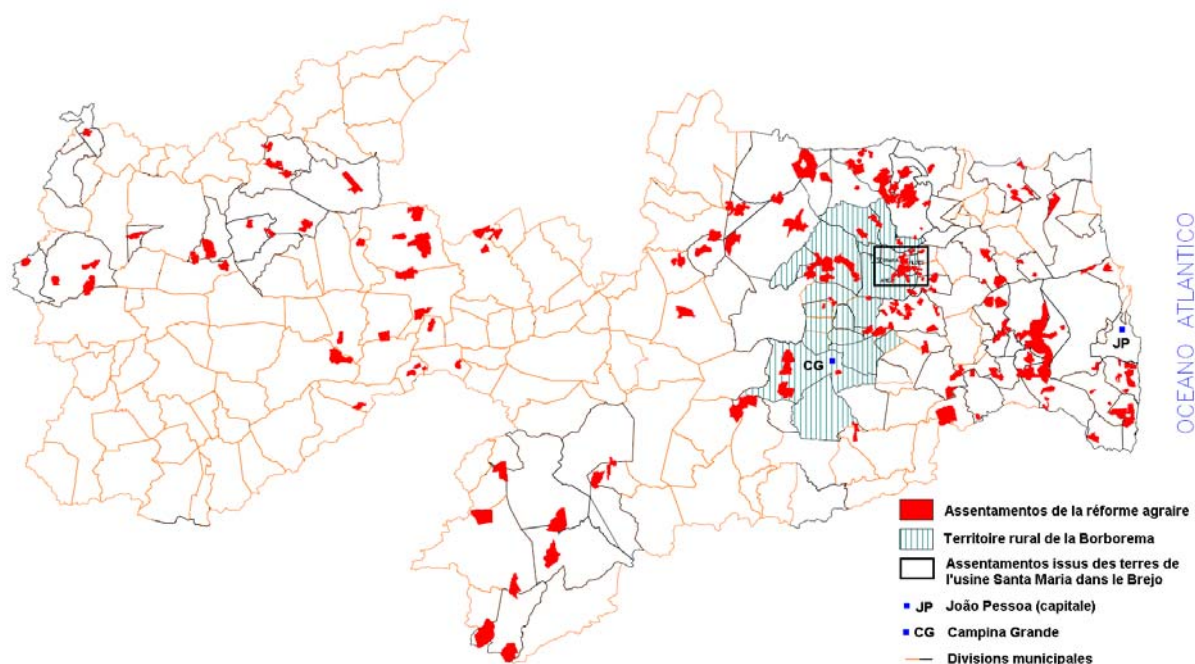 OCEANO ATLANTICO
JP
CG
Assentamentos de la réforme agraire
Territoire rural de la Borborema
Assentamentos issus des terres de
l'usine Santa Maria dans le Brejo
JP João Pessoa (capitale)
CG Campina Grande
Divisions municipales